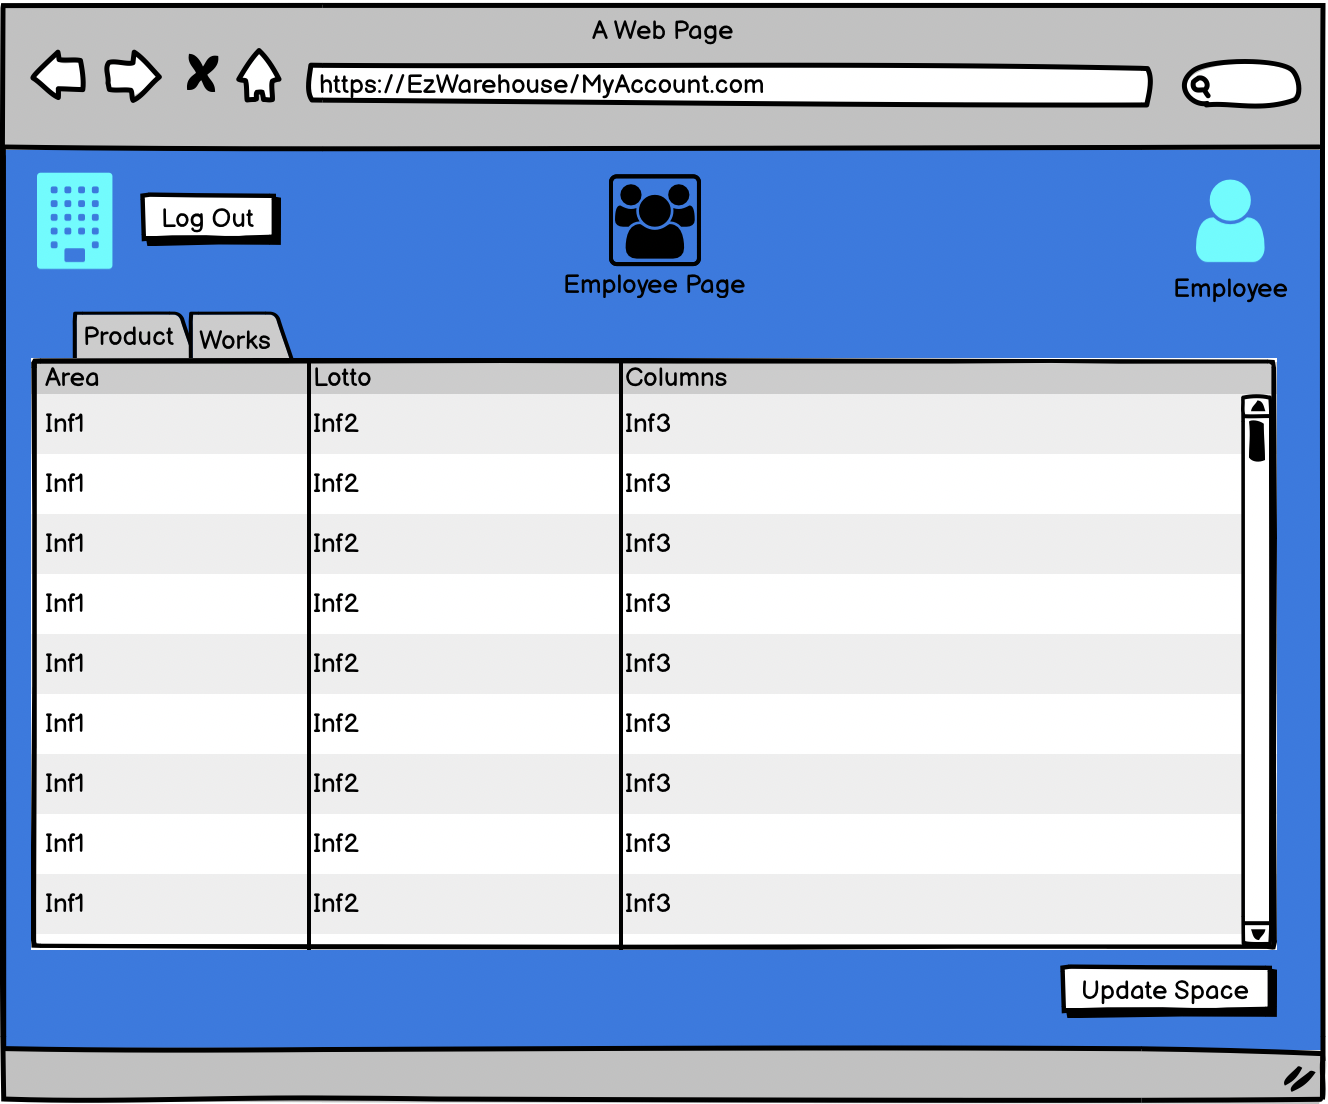 A Web Page
https://EzWarehouse/MyAccount.com
Log Out
Employee Page
Employee
Product Works
Area Lotto Columns
Inf1 Inf2 Inf3
Inf1 Inf2 Inf3
Inf1 Inf2 Inf3
Inf1 Inf2 Inf3
Inf1 Inf2 Inf3
Inf1 Inf2 Inf3
Inf1 Inf2 Inf3
Inf1 Inf2 Inf3
Inf1 Inf2 Inf3
Update Space